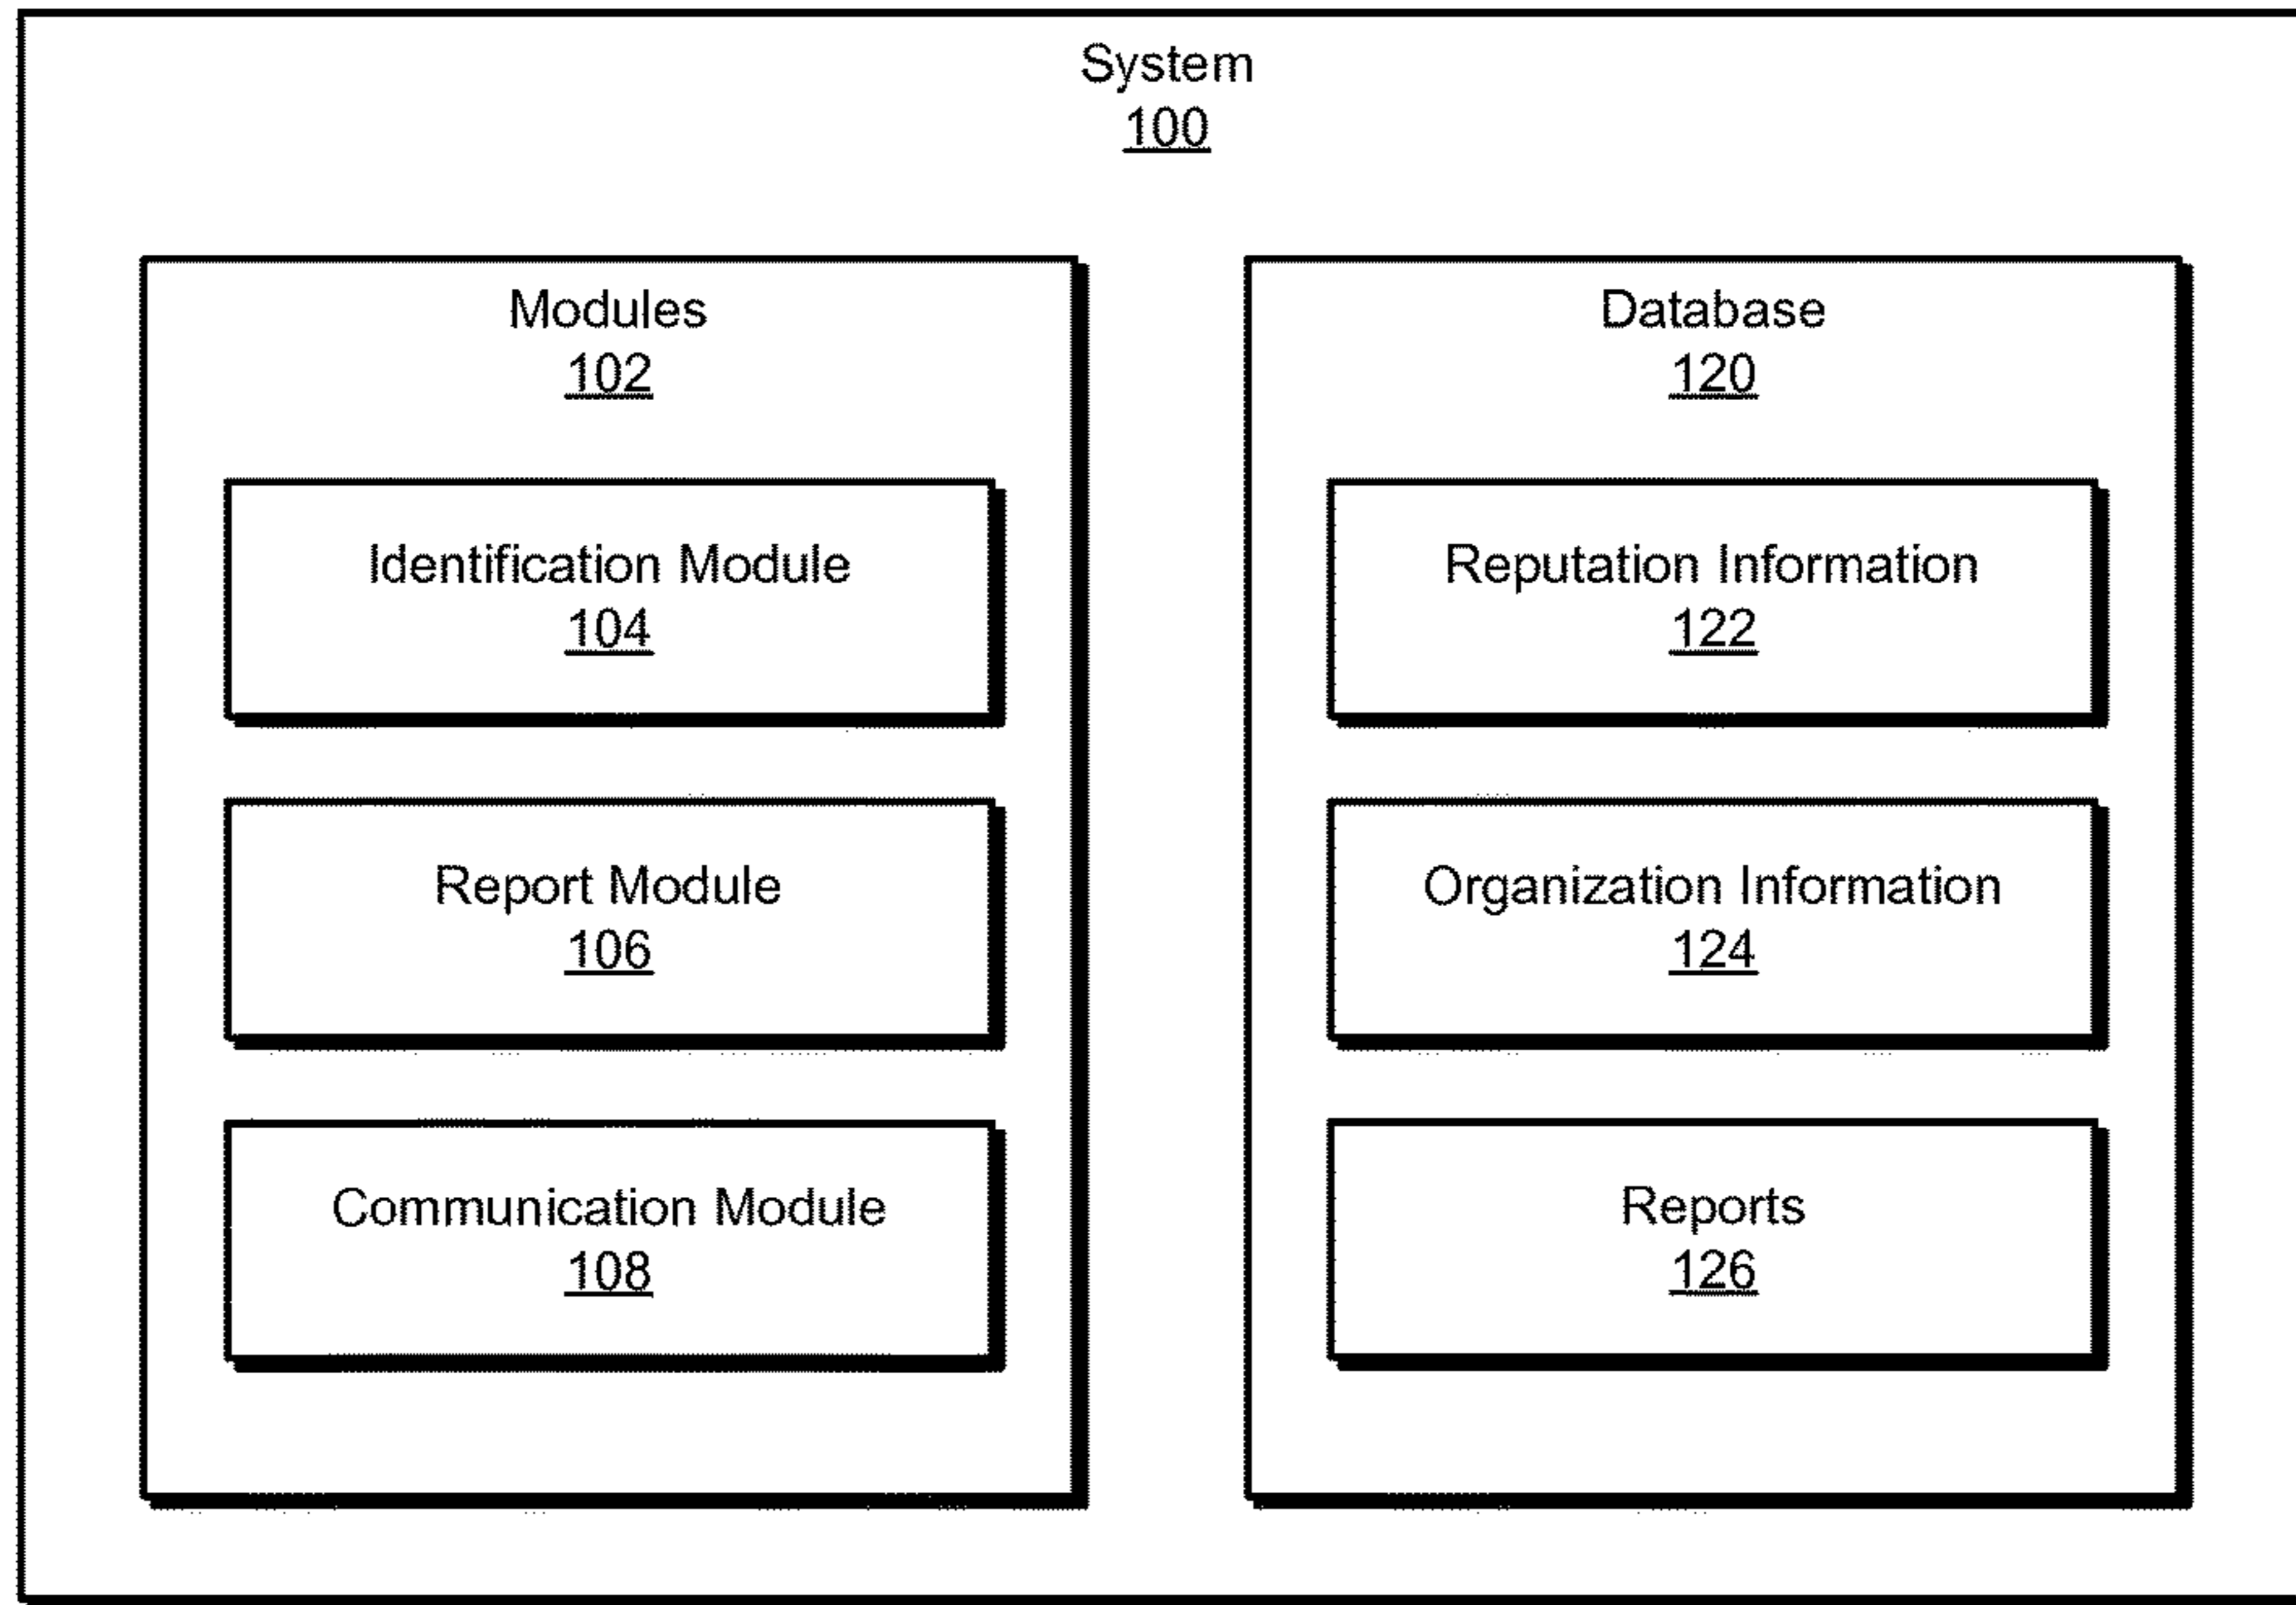 System
100
Modules
102
Identification Module
104
Report Module
106
Communication Module
108
Database
120
Reputation Information
122
Organization Information
124
Reports
126